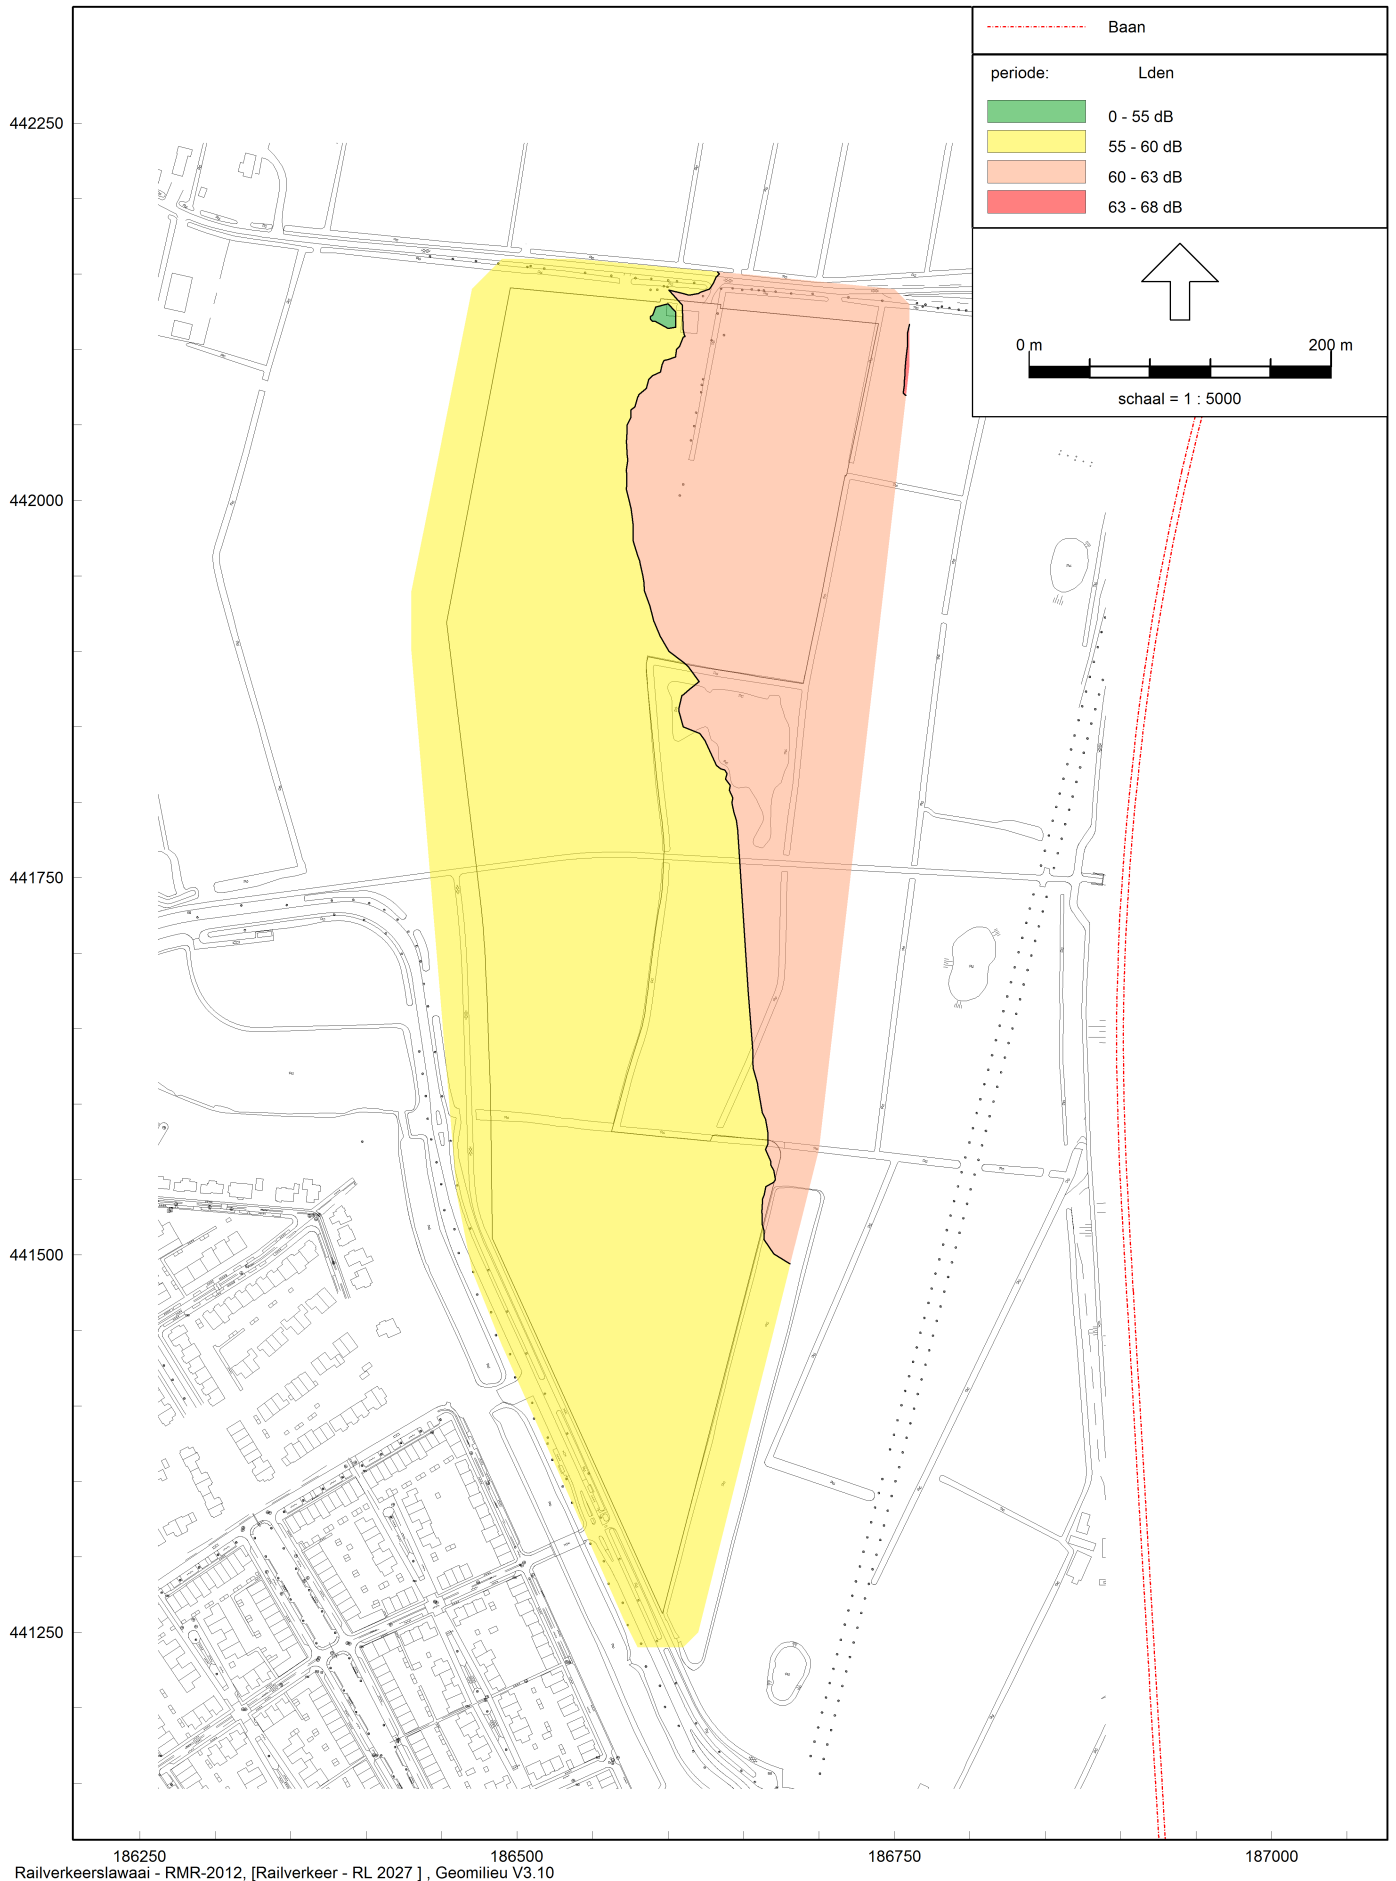 Baan
periode: Lden
0 - 55 dB
55 - 60 dB
60 - 63 dB
63 - 68 dB
0 m 200 m
schaal = 1 : 5000
442250
442000
441750
441500
441250
186250 186500 186750 187000
Railverkeerslawaai - RMR-2012, [Railverkeer - RL 2027 ] , Geomilieu V3.10